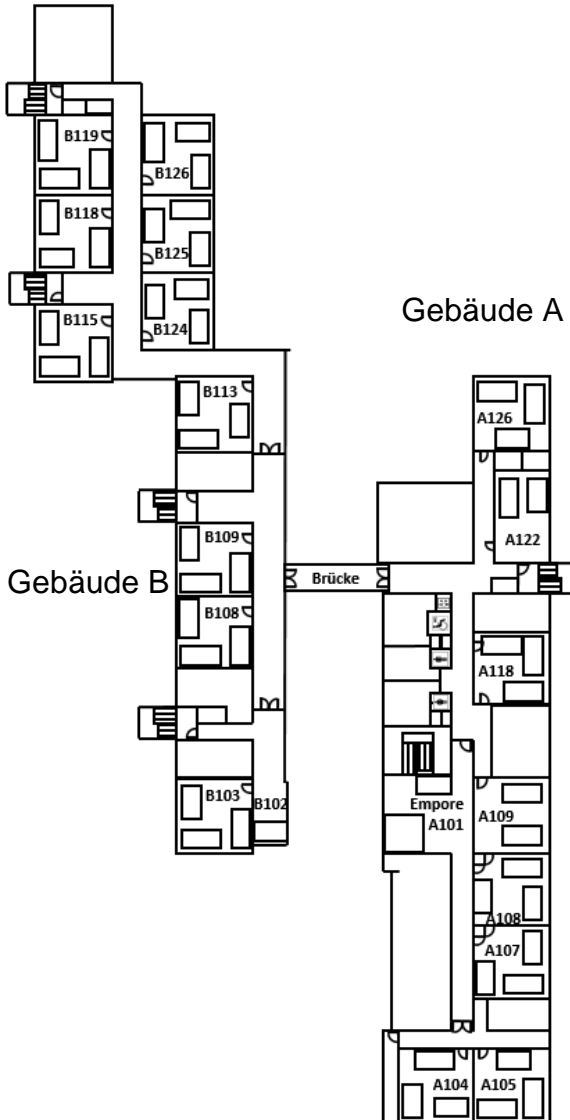 B119
B126
B118
B125
B115
B124
Gebäude A
B113
A126
B109
A122
Gebäude B
Brücke
B108
A118
B103
B102
Empore
A101
A109
A108
A107
A104
A105